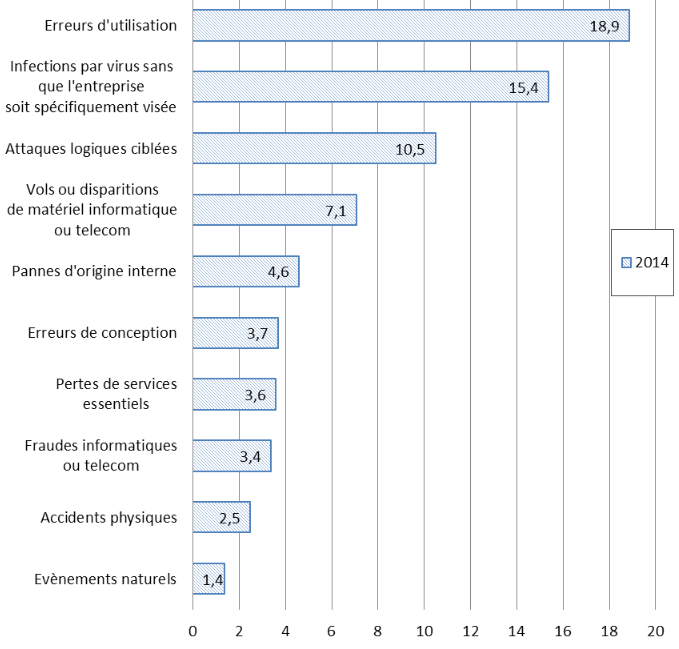 Erreurs d'utilisation
18,9
Infections par virus sans
que l'entreprise
soit spécifiquement visée
15,4
Attaques logiques ciblées
10,5
Vols ou disparitions
de matériel informatique
ou telecom
7,1
Pannes d'origine interne
4,6
2014
Erreurs de conception
3,7
Pertes de services
essentiels
3,6
Fraudes informatiques
ou telecom
3,4
Accidents physiques
2,5
Evènements naturels
1,4
0 2 4 6 8 10 12 14 16 18 20